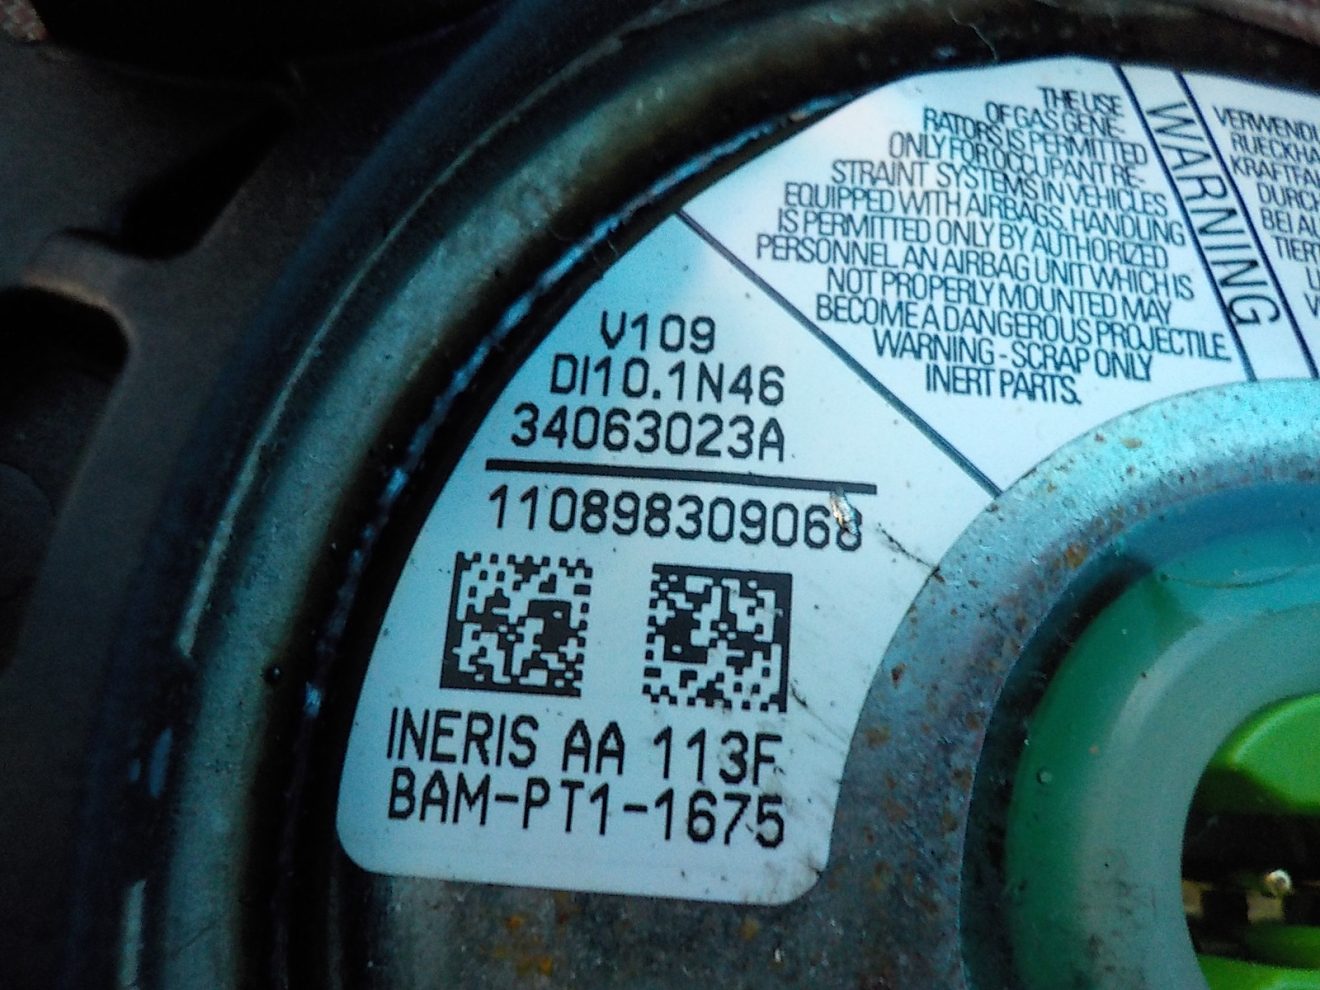 THE USE
OF GAS GENE-
RATORS IS PERMITTED
ONLY FOR OCCUPANT RE-
STRAINT SYSTEMS IN VEHICLES
EQUIPPED WITH AIRBAGS. HANDLING
IS PERMITTED ONLY BY AUTHORIZED
PERSONNEL. AN AIRBAG UNIT WHICH IS
NOT PROPERLY MOUNTED MAY
BECOME A DANGEROUS PROJECTILE
WARNING - SCRAP ONLY
INERT PARTS.
WARNING
V109
DI10.1N46
34063023A
110898309068
INERIS AA 113F
BAM-PT1-1675